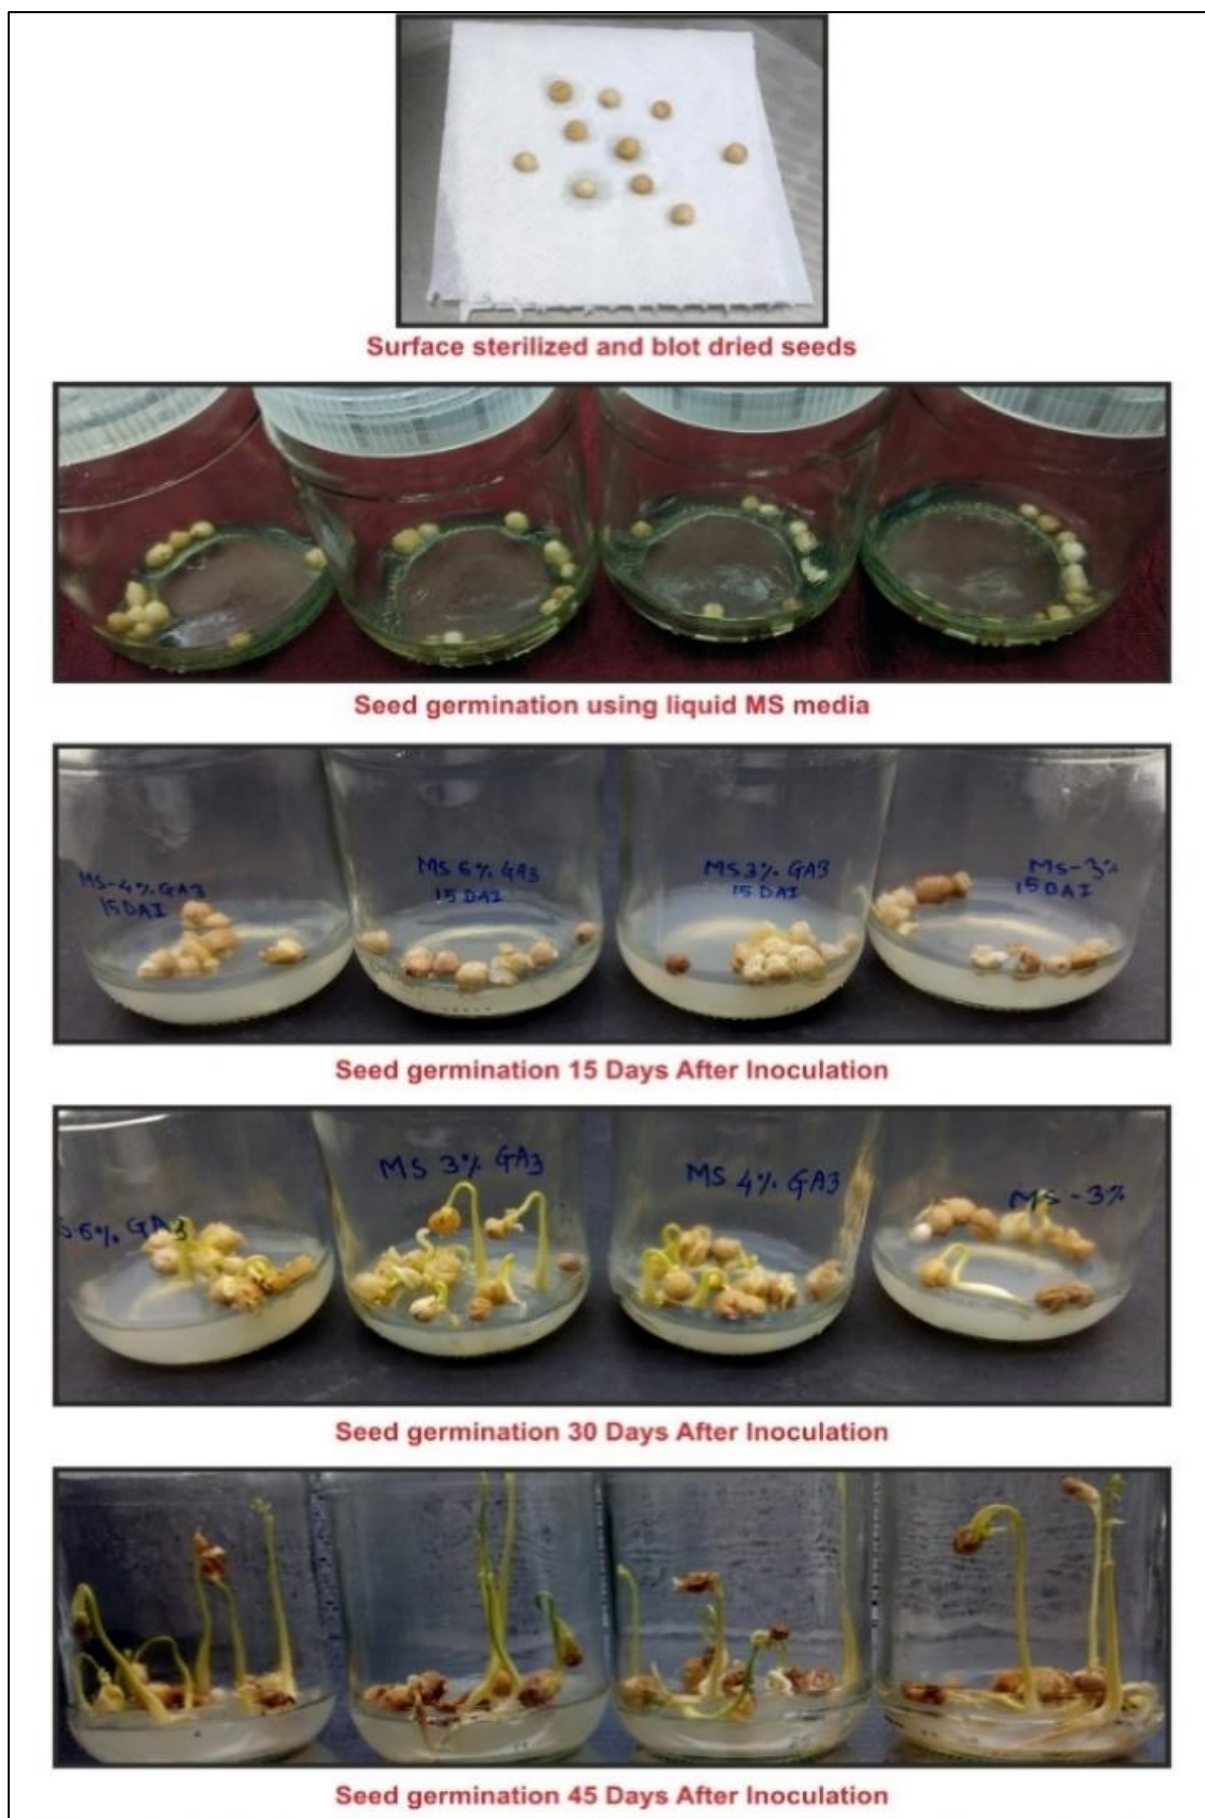 Surface sterilized and blot dried seeds
Seed germination using liquid MS media
MS-4% GA3
15 DAI
MS 6% GA3
15 DAI
MS 3% GA3
15 DAI
MS-3%
15 DAI
Seed germination 15 Days After Inoculation
6% GA3
MS 3% GA3
MS 4% GA3
MS-3%
Seed germination 30 Days After Inoculation
Seed germination 45 Days After Inoculation